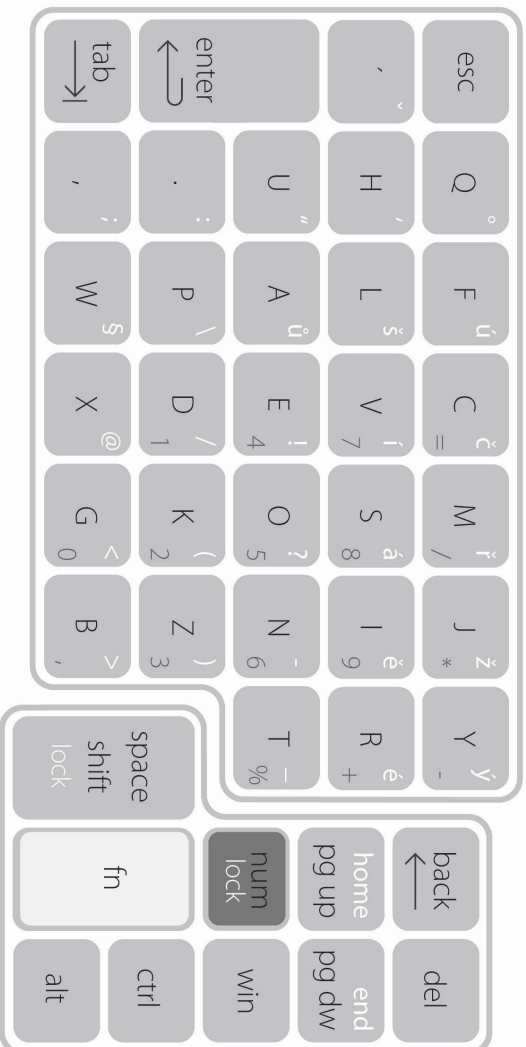 esc
Q °
F ú
C č =
M ř /
J ž *
Y ý -
back ←
del
ˇ
´
H '
L š
V í 7
S á 8
I ě 9
R é +
home
pg up
end
pg dw
enter
U "
A ů
E ! 4
O ? 5
N - 6
T _ %
num
lock
win
. :
P \
D / 1
K ( 2
Z ) 3
fn
ctrl
tab
, ;
W §
X @
G < 0
B > ,
space
shift
lock
alt